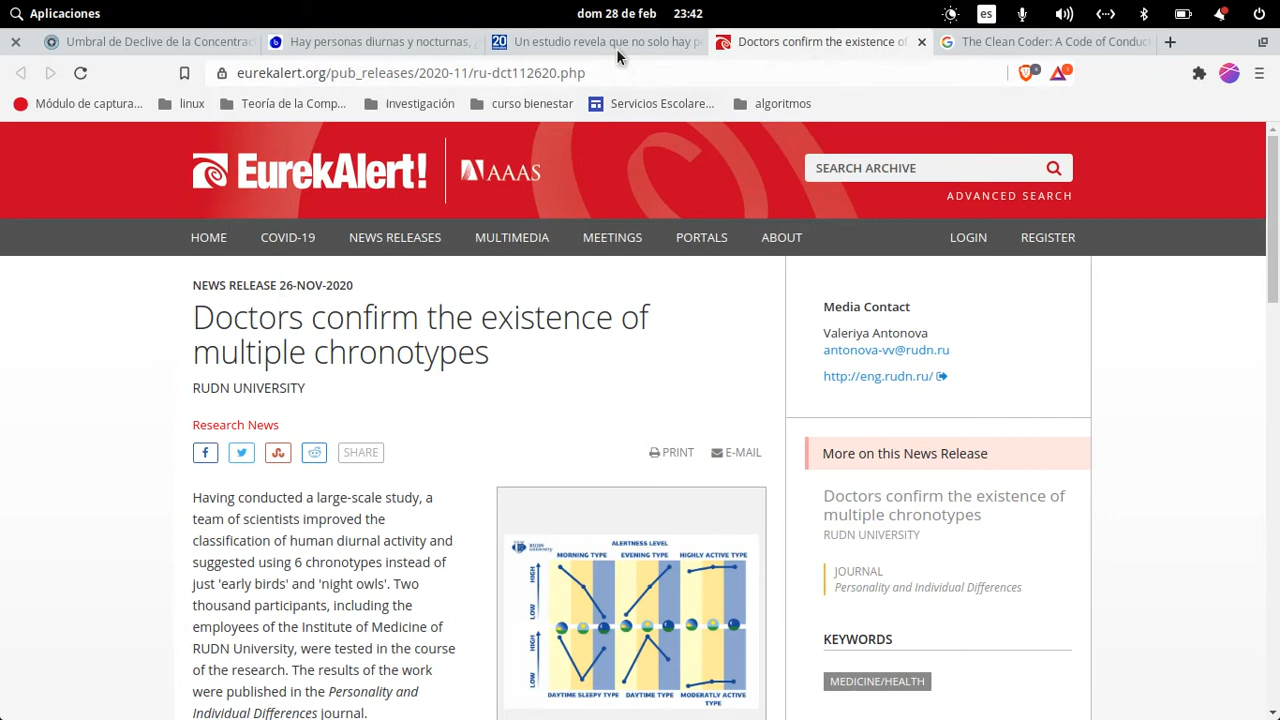 Aplicaciones
dom 28 de feb 23:42
es
Umbral de Declive de la Concentrac
Hay personas diurnas y nocturnas,
20 Un estudio revela que no solo hay p
Doctors confirm the existence of
The Clean Coder: A Code of Conduct
eurekalert.org/pub_releases/2020-11/ru-dct112620.php
Módulo de captura...
linux
Teoría de la Comp...
Investigación
curso bienestar
Servicios Escolare...
algoritmos
EurekAlert!
AAAS
SEARCH ARCHIVE
ADVANCED SEARCH
HOME COVID-19 NEWS RELEASES MULTIMEDIA MEETINGS PORTALS ABOUT LOGIN REGISTER
NEWS RELEASE 26-NOV-2020
Doctors confirm the existence of
multiple chronotypes
RUDN UNIVERSITY
Research News
SHARE
PRINT
E-MAIL
Having conducted a large-scale study, a
team of scientists improved the
classification of human diurnal activity and
suggested using 6 chronotypes instead of
just 'early birds' and 'night owls'. Two
thousand participants, including the
employees of the Institute of Medicine of
RUDN University, were tested in the course
of the research. The results of the work
were published in the Personality and
Individual Differences journal.
RUDN UNIVERSITY
ALERTNESS LEVEL
MORNING TYPE EVENING TYPE HIGHLY ACTIVE TYPE
HIGH
LOW
HIGH
LOW
DAYTIME SLEEPY TYPE DAYTIME TYPE MODERATLY ACTIVE
TYPE
Media Contact
Valeriya Antonova
antonova-vv@rudn.ru
http://eng.rudn.ru/
More on this News Release
Doctors confirm the existence of
multiple chronotypes
RUDN UNIVERSITY
JOURNAL
Personality and Individual Differences
KEYWORDS
MEDICINE/HEALTH